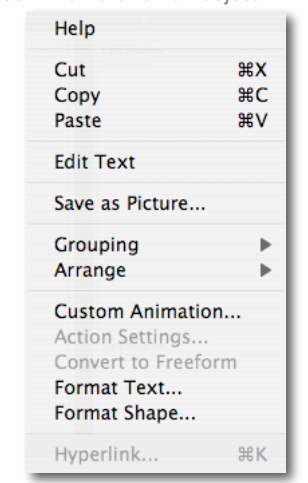 Help
Cut ⌘X
Copy ⌘C
Paste ⌘V
Edit Text
Save as Picture...
Grouping ▶
Arrange ▶
Custom Animation...
Action Settings...
Convert to Freeform
Format Text...
Format Shape...
Hyperlink... ⌘K